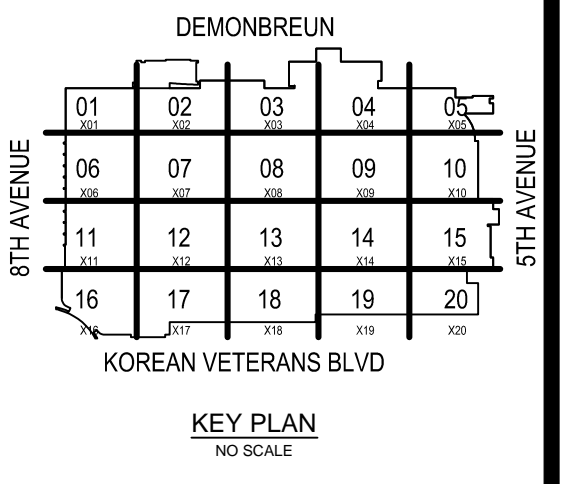 DEMONBREUN
01 02 03 04 05
X01 X02 X03 X04 X05
8TH AVENUE
5TH AVENUE
06 07 08 09 10
X06 X07 X08 X09 X10
11 12 13 14 15
X11 X12 X13 X14 X15
16 17 18 19 20
X16 X17 X18 X19 X20
KOREAN VETERANS BLVD
KEY PLAN
NO SCALE